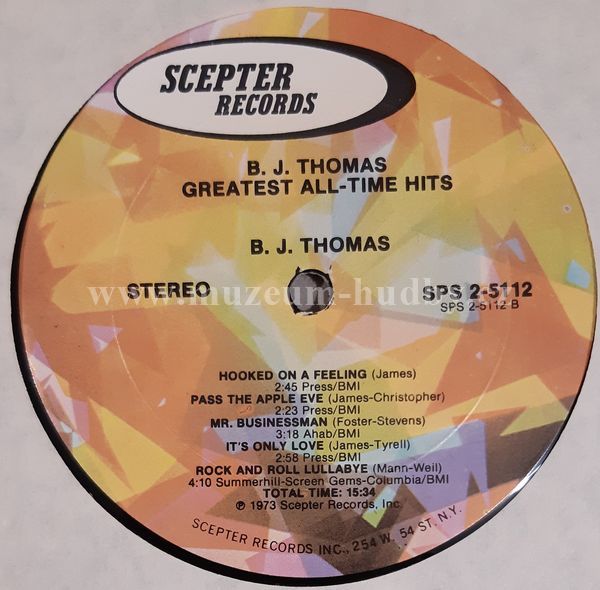 SCEPTER
RECORDS
B. J. THOMAS
GREATEST ALL-TIME HITS
B. J. THOMAS
STEREO
SPS 2-5112
SPS 2-5112 B
HOOKED ON A FEELING (James)
2:45 Press/BMI
PASS THE APPLE EVE (James-Christopher)
2:23 Press/BMI
MR. BUSINESSMAN (Foster-Stevens)
3:18 Ahab/BMI
IT'S ONLY LOVE (James-Tyrell)
2:58 Press/BMI
ROCK AND ROLL LULLABYE (Mann-Weil)
4:10 Summerhill-Screen Gems-Columbia/BMI
TOTAL TIME: 15:34
℗ 1973 Scepter Records, Inc.
SCEPTER RECORDS INC., 254 W. 54 ST. N.Y.